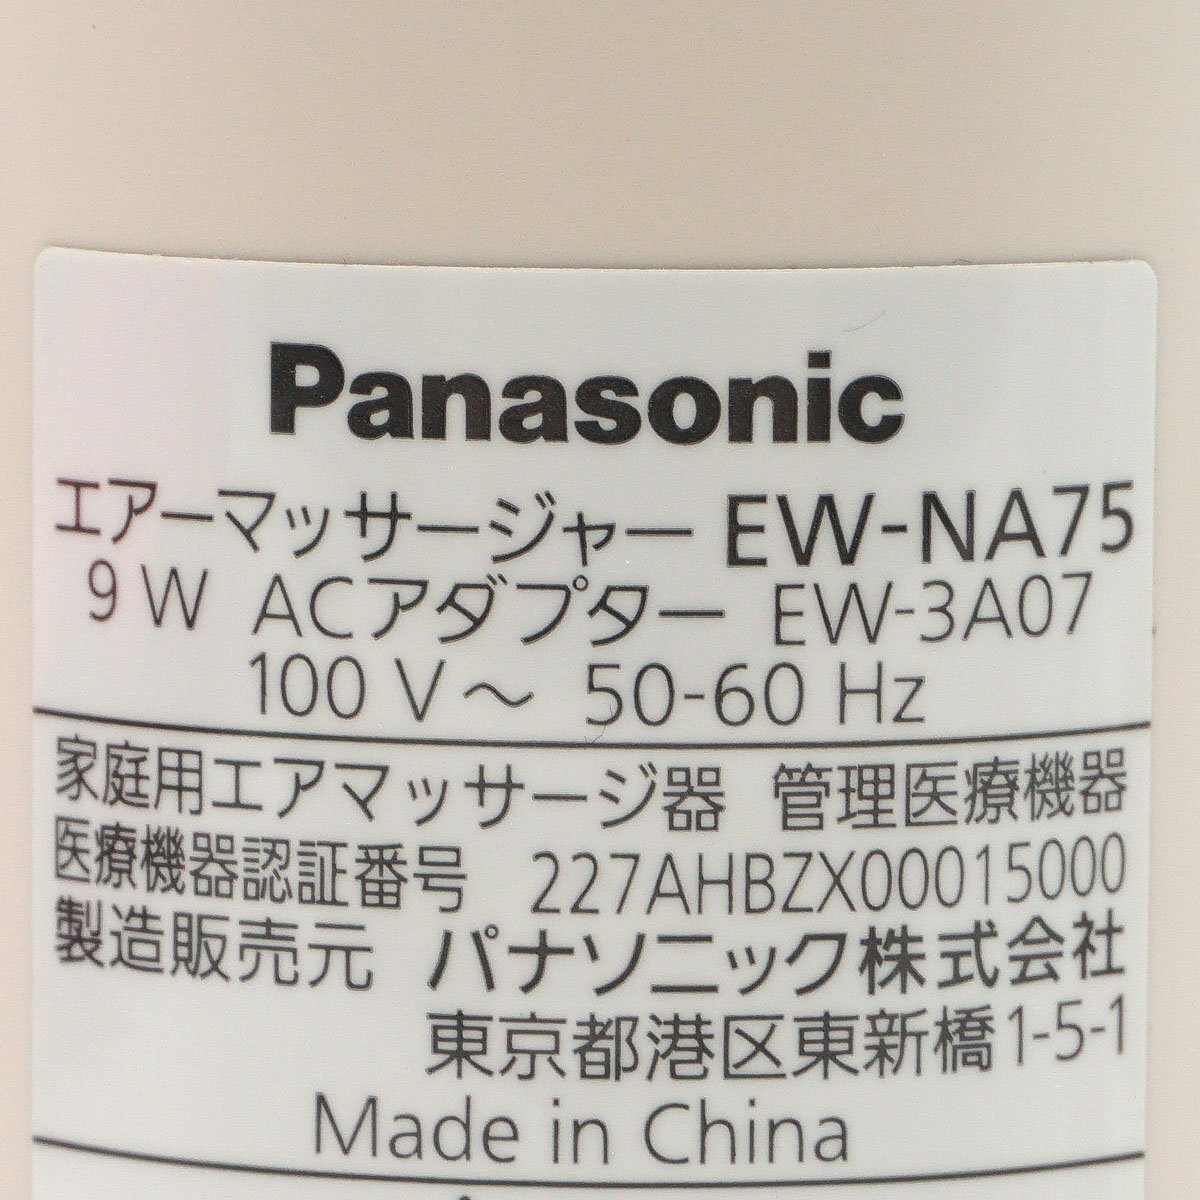 Panasonic
エアーマッサージャー EW-NA75
9 W ACアダプター EW-3A07
100 V～ 50-60 Hz
家庭用エアマッサージ器 管理医療機器
医療機器認証番号 227AHBZX00015000
製造販売元 パナソニック株式会社
東京都港区東新橋1-5-1
Made in China